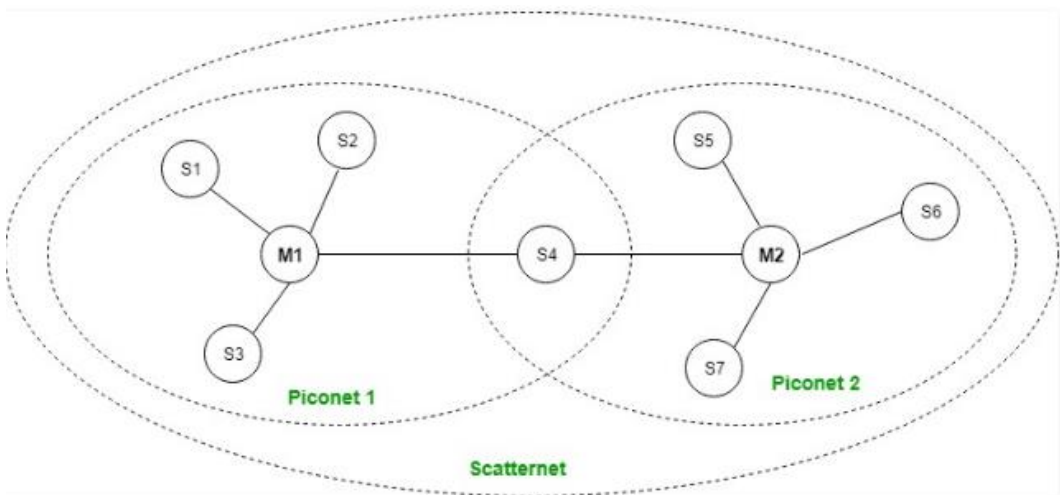 S2
S5
S1
S6
M1
S4
M2
S3
S7
Piconet 1
Piconet 2
Scatternet